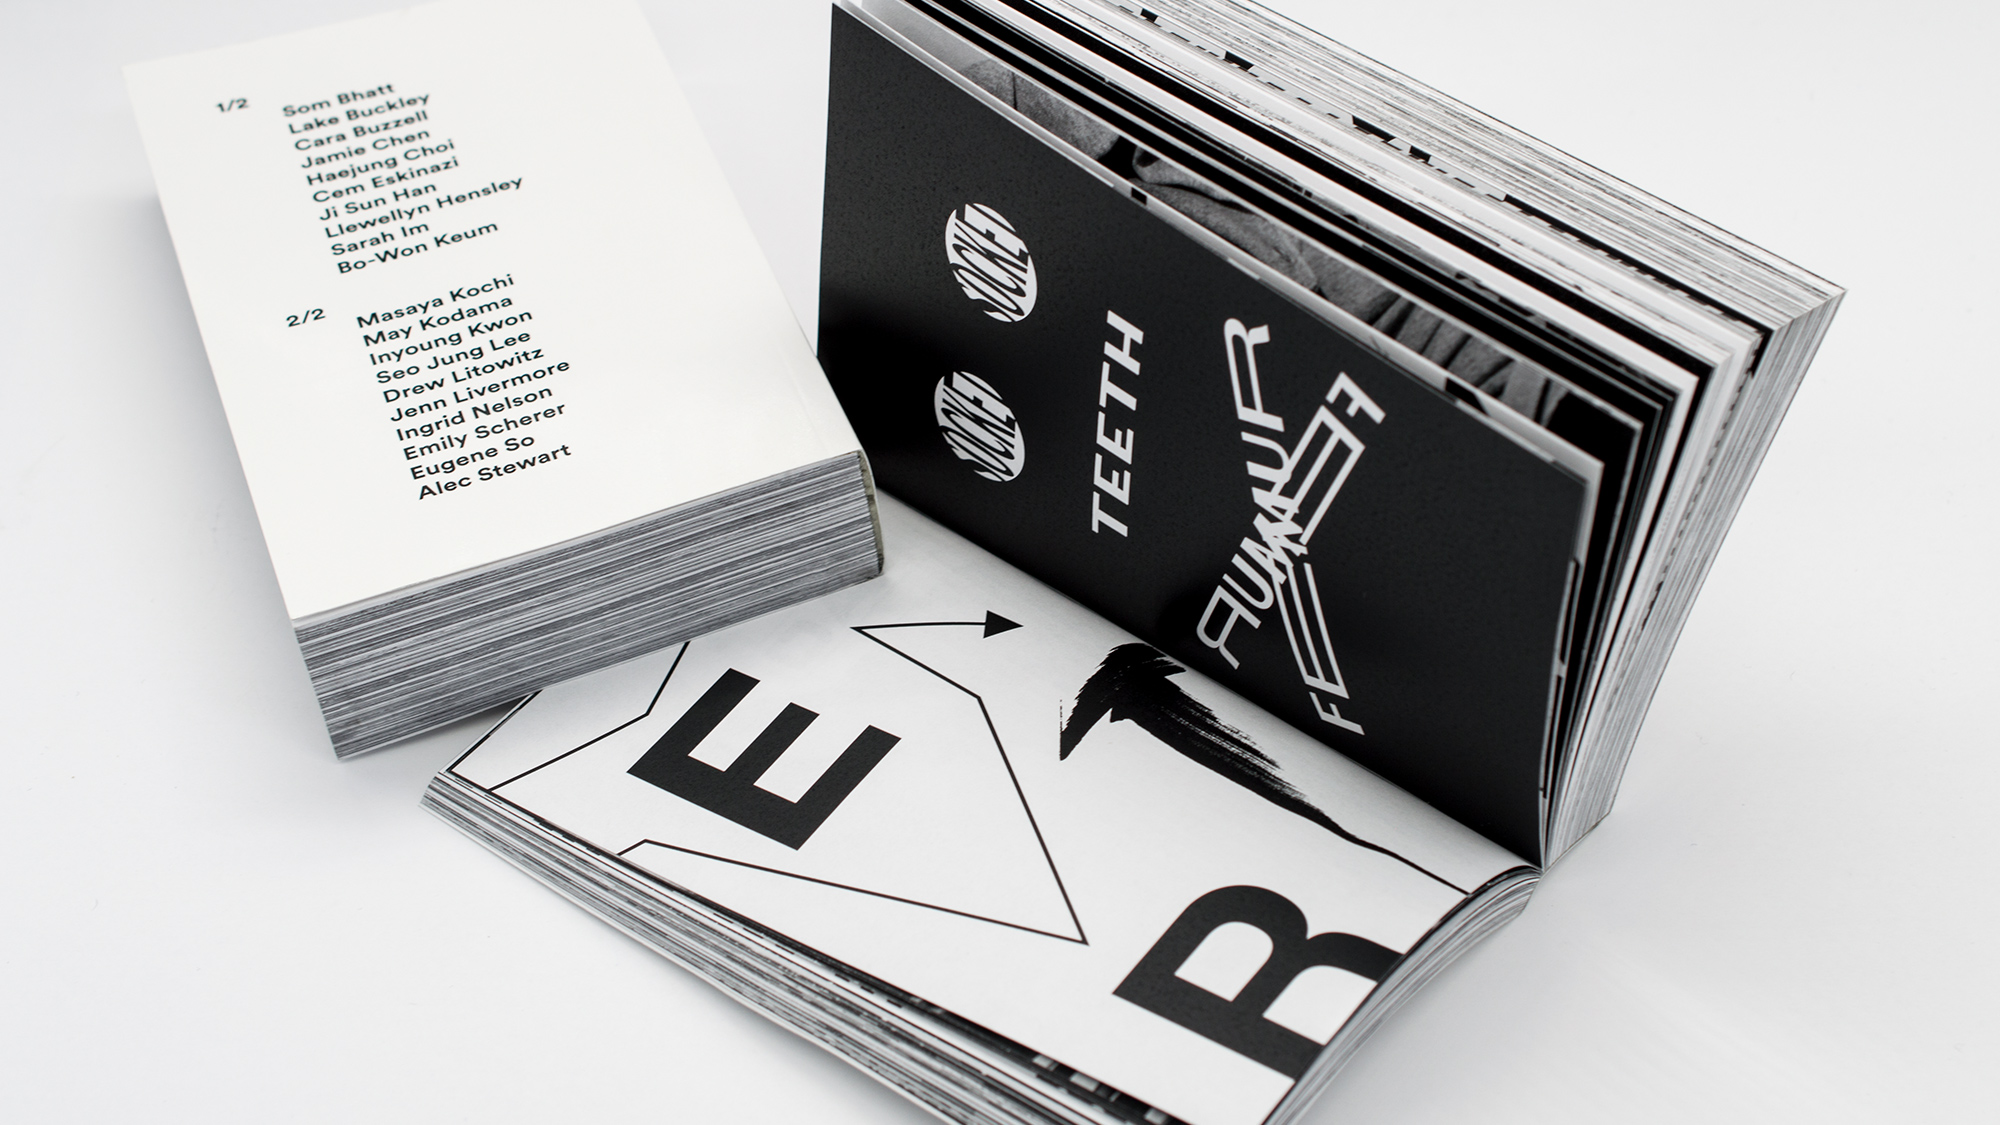 1/2
Som Bhatt
Lake Buckley
Cara Buzzell
Jamie Chen
Haejung Choi
Cem Eskinazi
Ji Sun Han
Llewellyn Hensley
Sarah Im
Bo-Won Keum
2/2
Masaya Kochi
May Kodama
Inyoung Kwon
Seo Jung Lee
Drew Litowitz
Jenn Livermore
Ingrid Nelson
Emily Scherer
Eugene So
Alec Stewart
SOCKET
SOCKET
TEETH
E
R